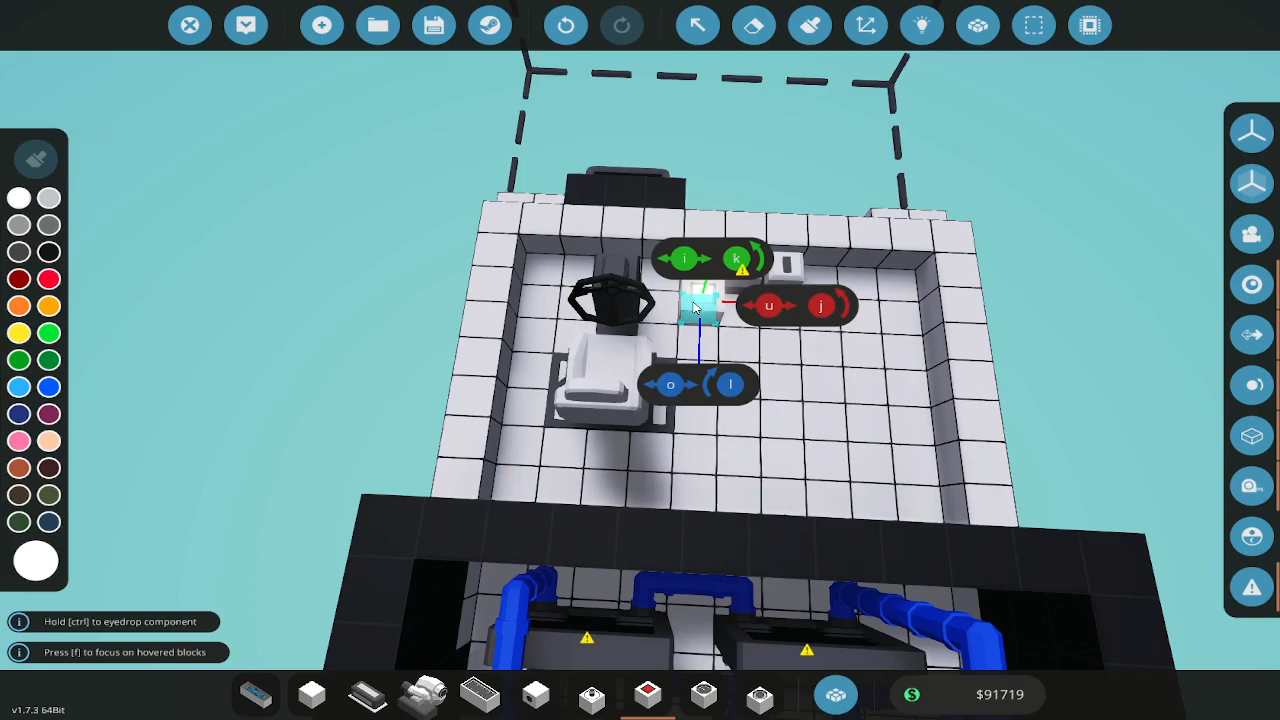 i k
u j
o l
Hold [ctrl] to eyedrop component
Press [f] to focus on hovered blocks
v1.7.3 64Bit
$ $91719